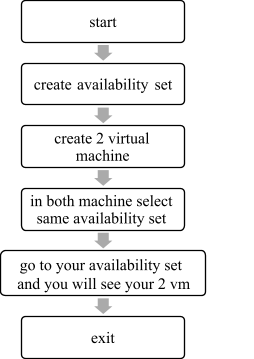 start
create availability set
create 2 virtual
machine
in both machine select
same availability set
go to your availability set
and you will see your 2 vm
exit